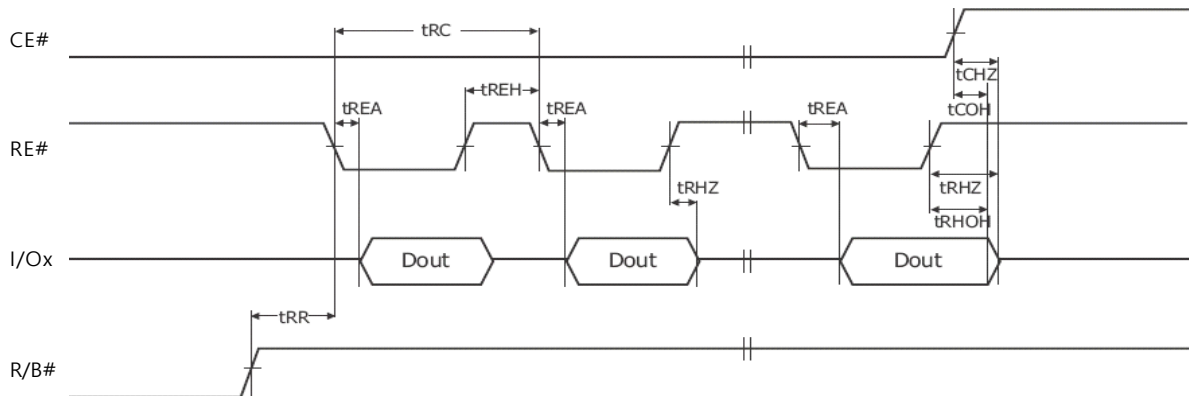 CE#
tRC
tCHZ
tREH
tREA
tREA
tREA
tCOH
RE#
tRHZ
tRHZ
tRHOH
I/Ox
Dout
Dout
Dout
tRR
R/B#